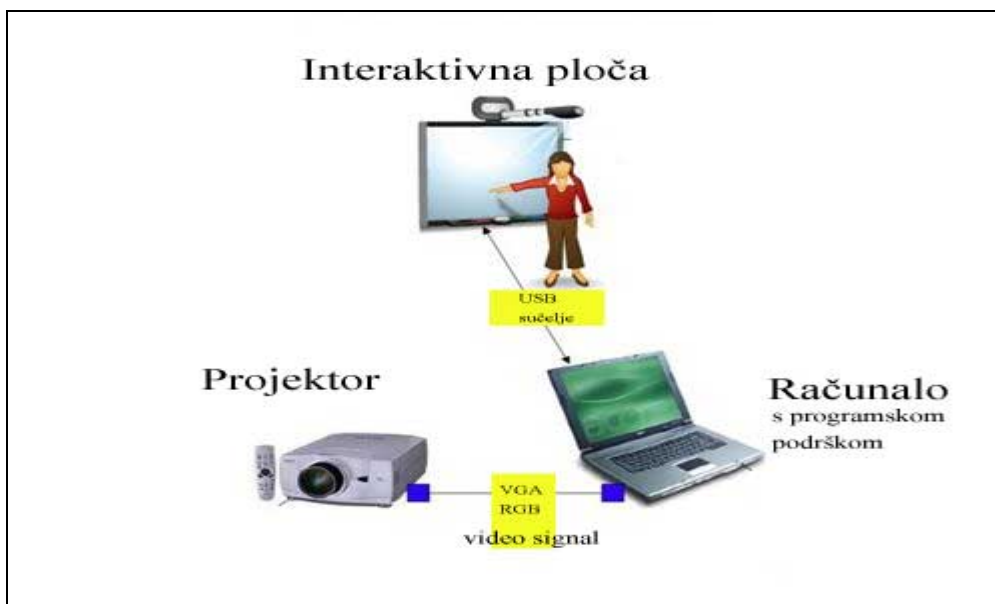 Interaktivna ploča
USB
sučelje
Projektor
Računalo
s programskom
podrškom
VGA
RGB
video signal